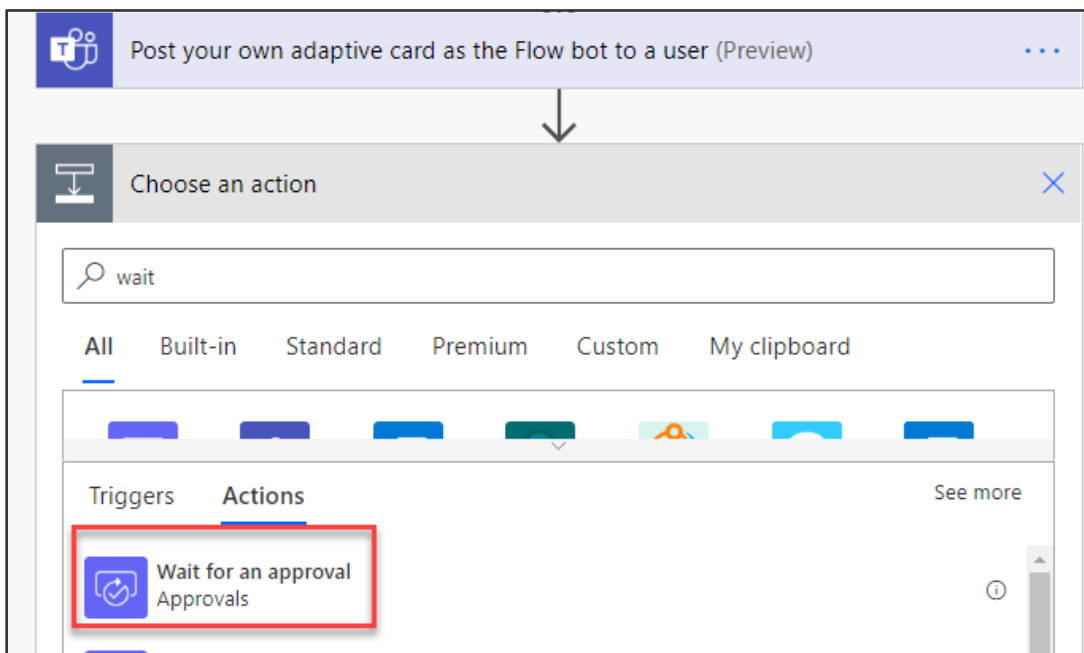 Post your own adaptive card as the Flow bot to a user (Preview)
Choose an action
wait
All Built-in Standard Premium Custom My clipboard
Triggers Actions See more
Wait for an approval
Approvals